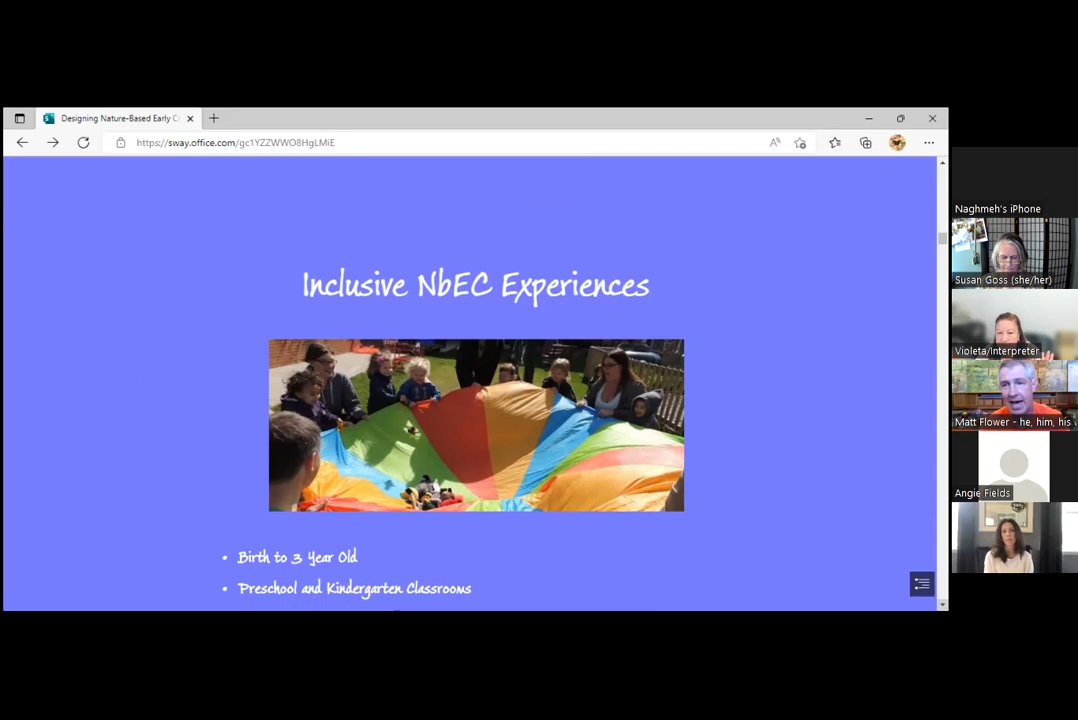 Designing Nature-Based Early C
https://sway.office.com/gc1YZZWWO8HgLMiE
Inclusive NbEC Experiences
• Birth to 3 Year Old
• Preschool and Kindergarten Classrooms
Naghmeh's iPhone
Susan Goss (she/her)
Violeta/Interpreter
Matt Flower - he, him, his
Angie Fields